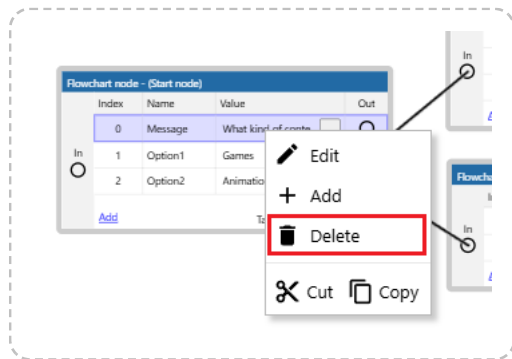 In
Flowchart node - (Start node)
Index Name Value Out
0 Message What kind of conte
In
1 Option1 Games
2 Option2 Animatio
Add
Edit
Add
Delete
Cut Copy
In